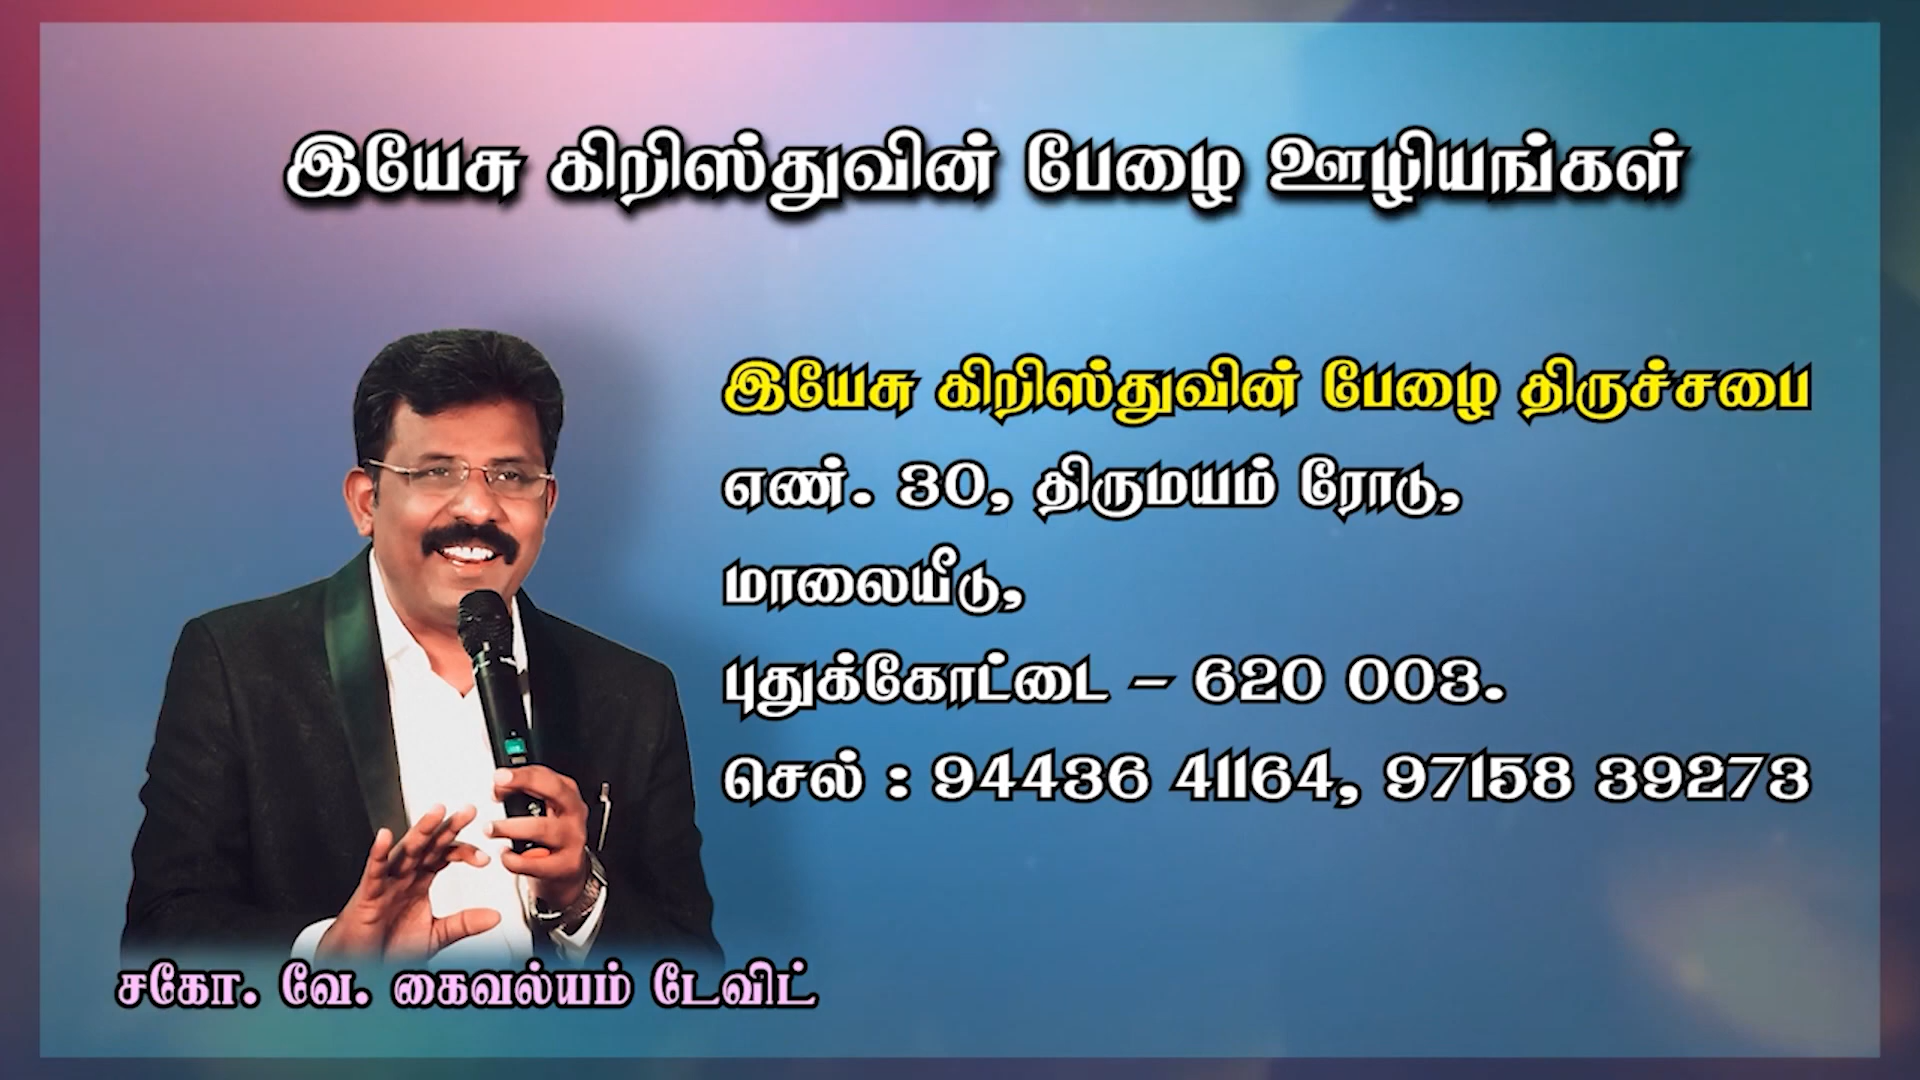 இயேசு கிறிஸ்துவின் பேழை ஊழியங்கள்
இயேசு கிறிஸ்துவின் பேழை திருச்சபை
எண். 30, திருமயம் ரோடு,
மாலையீடு,
புதுக்கோட்டை – 620 003.
செல் : 94436 41164, 97158 39273
சகோ. வே. கைவல்யம் டேவிட்